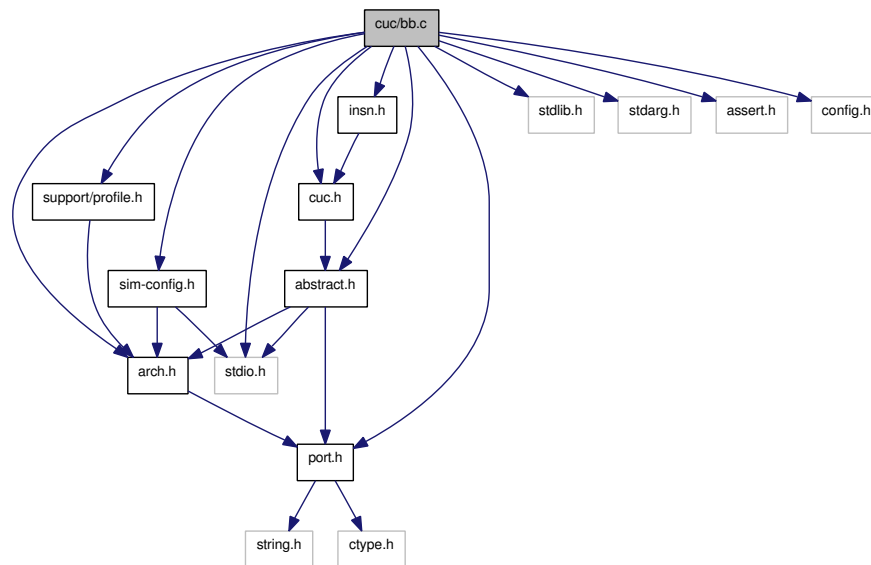 cuc/bb.c
insn.h
stdlib.h
stdarg.h
assert.h
config.h
support/profile.h
cuc.h
sim-config.h
abstract.h
arch.h
stdio.h
port.h
string.h
ctype.h